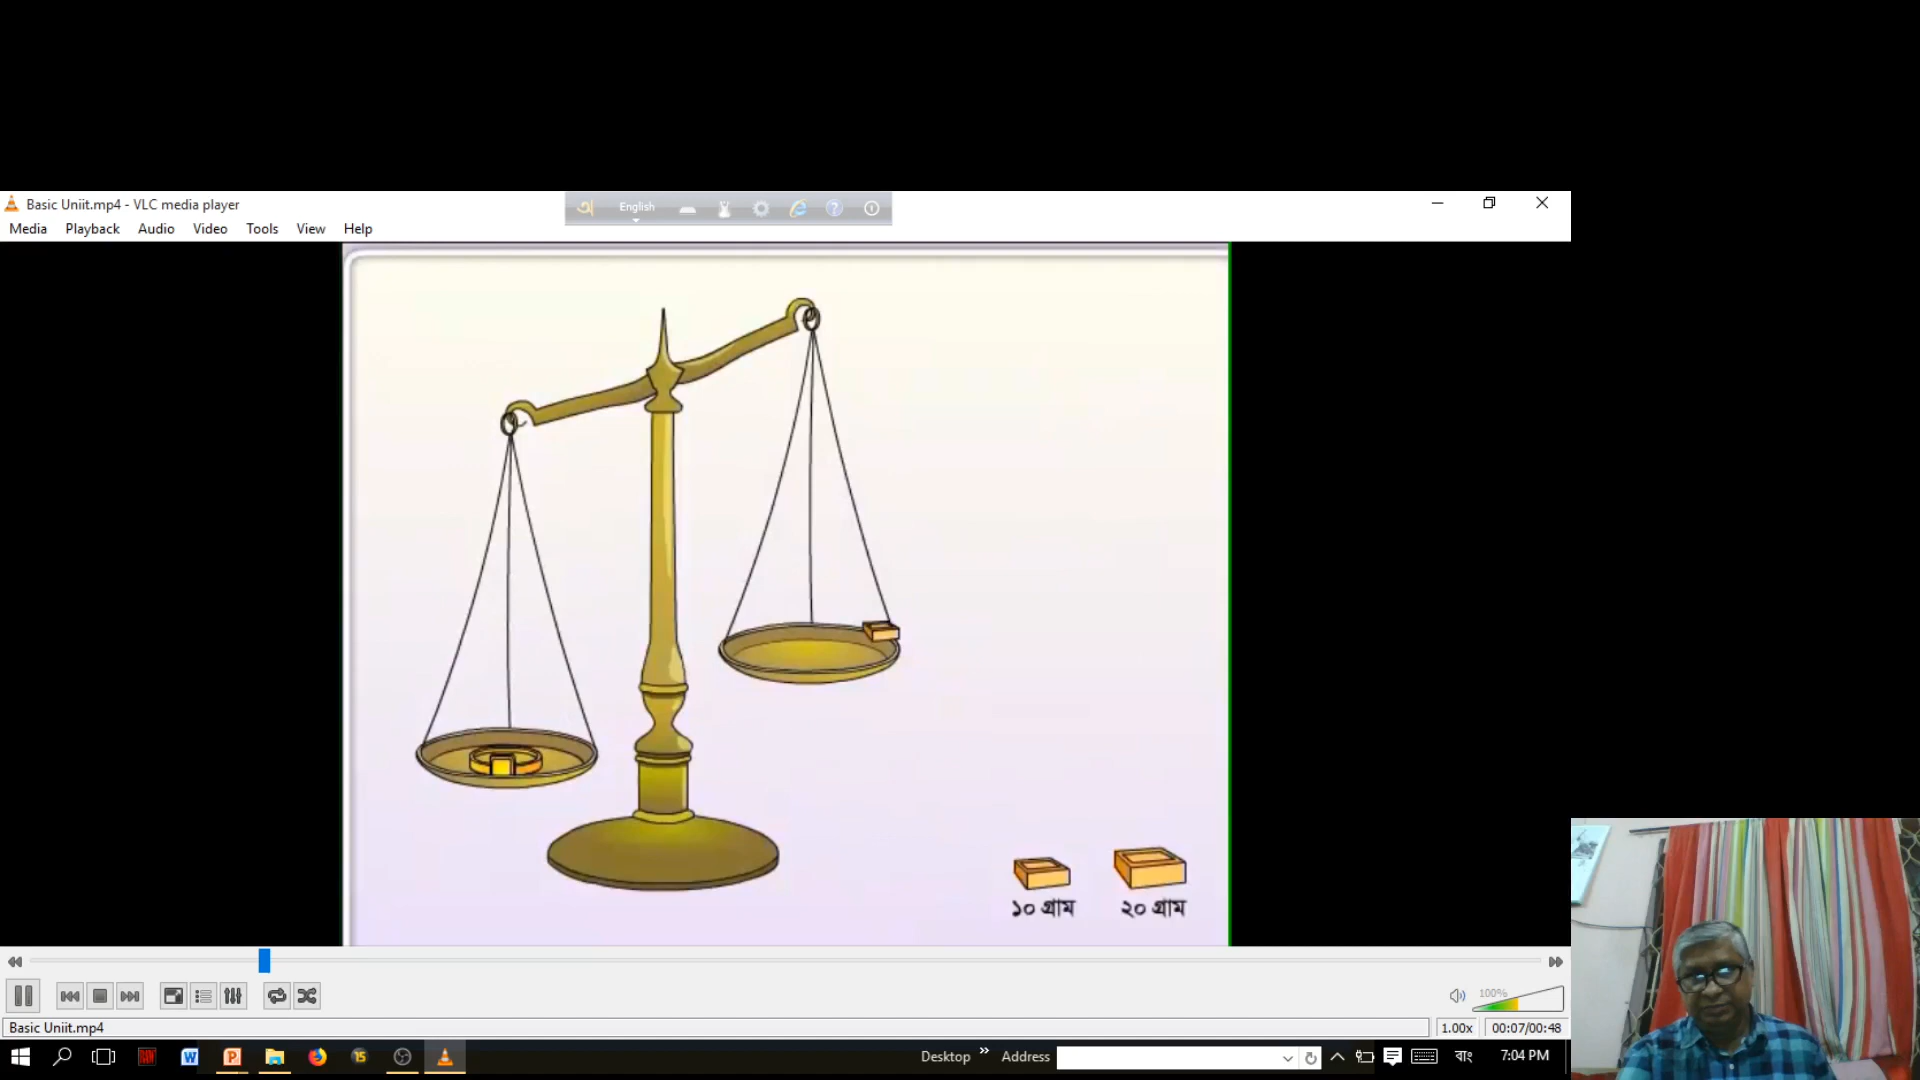 Basic Uniit.mp4 - VLC media player
English
Media Playback Audio Video Tools View Help
১০ গ্রাম ২০ গ্রাম
100%
Basic Uniit.mp4 1.00x 00:07/00:48
Desktop » Address বাং 7:04 PM